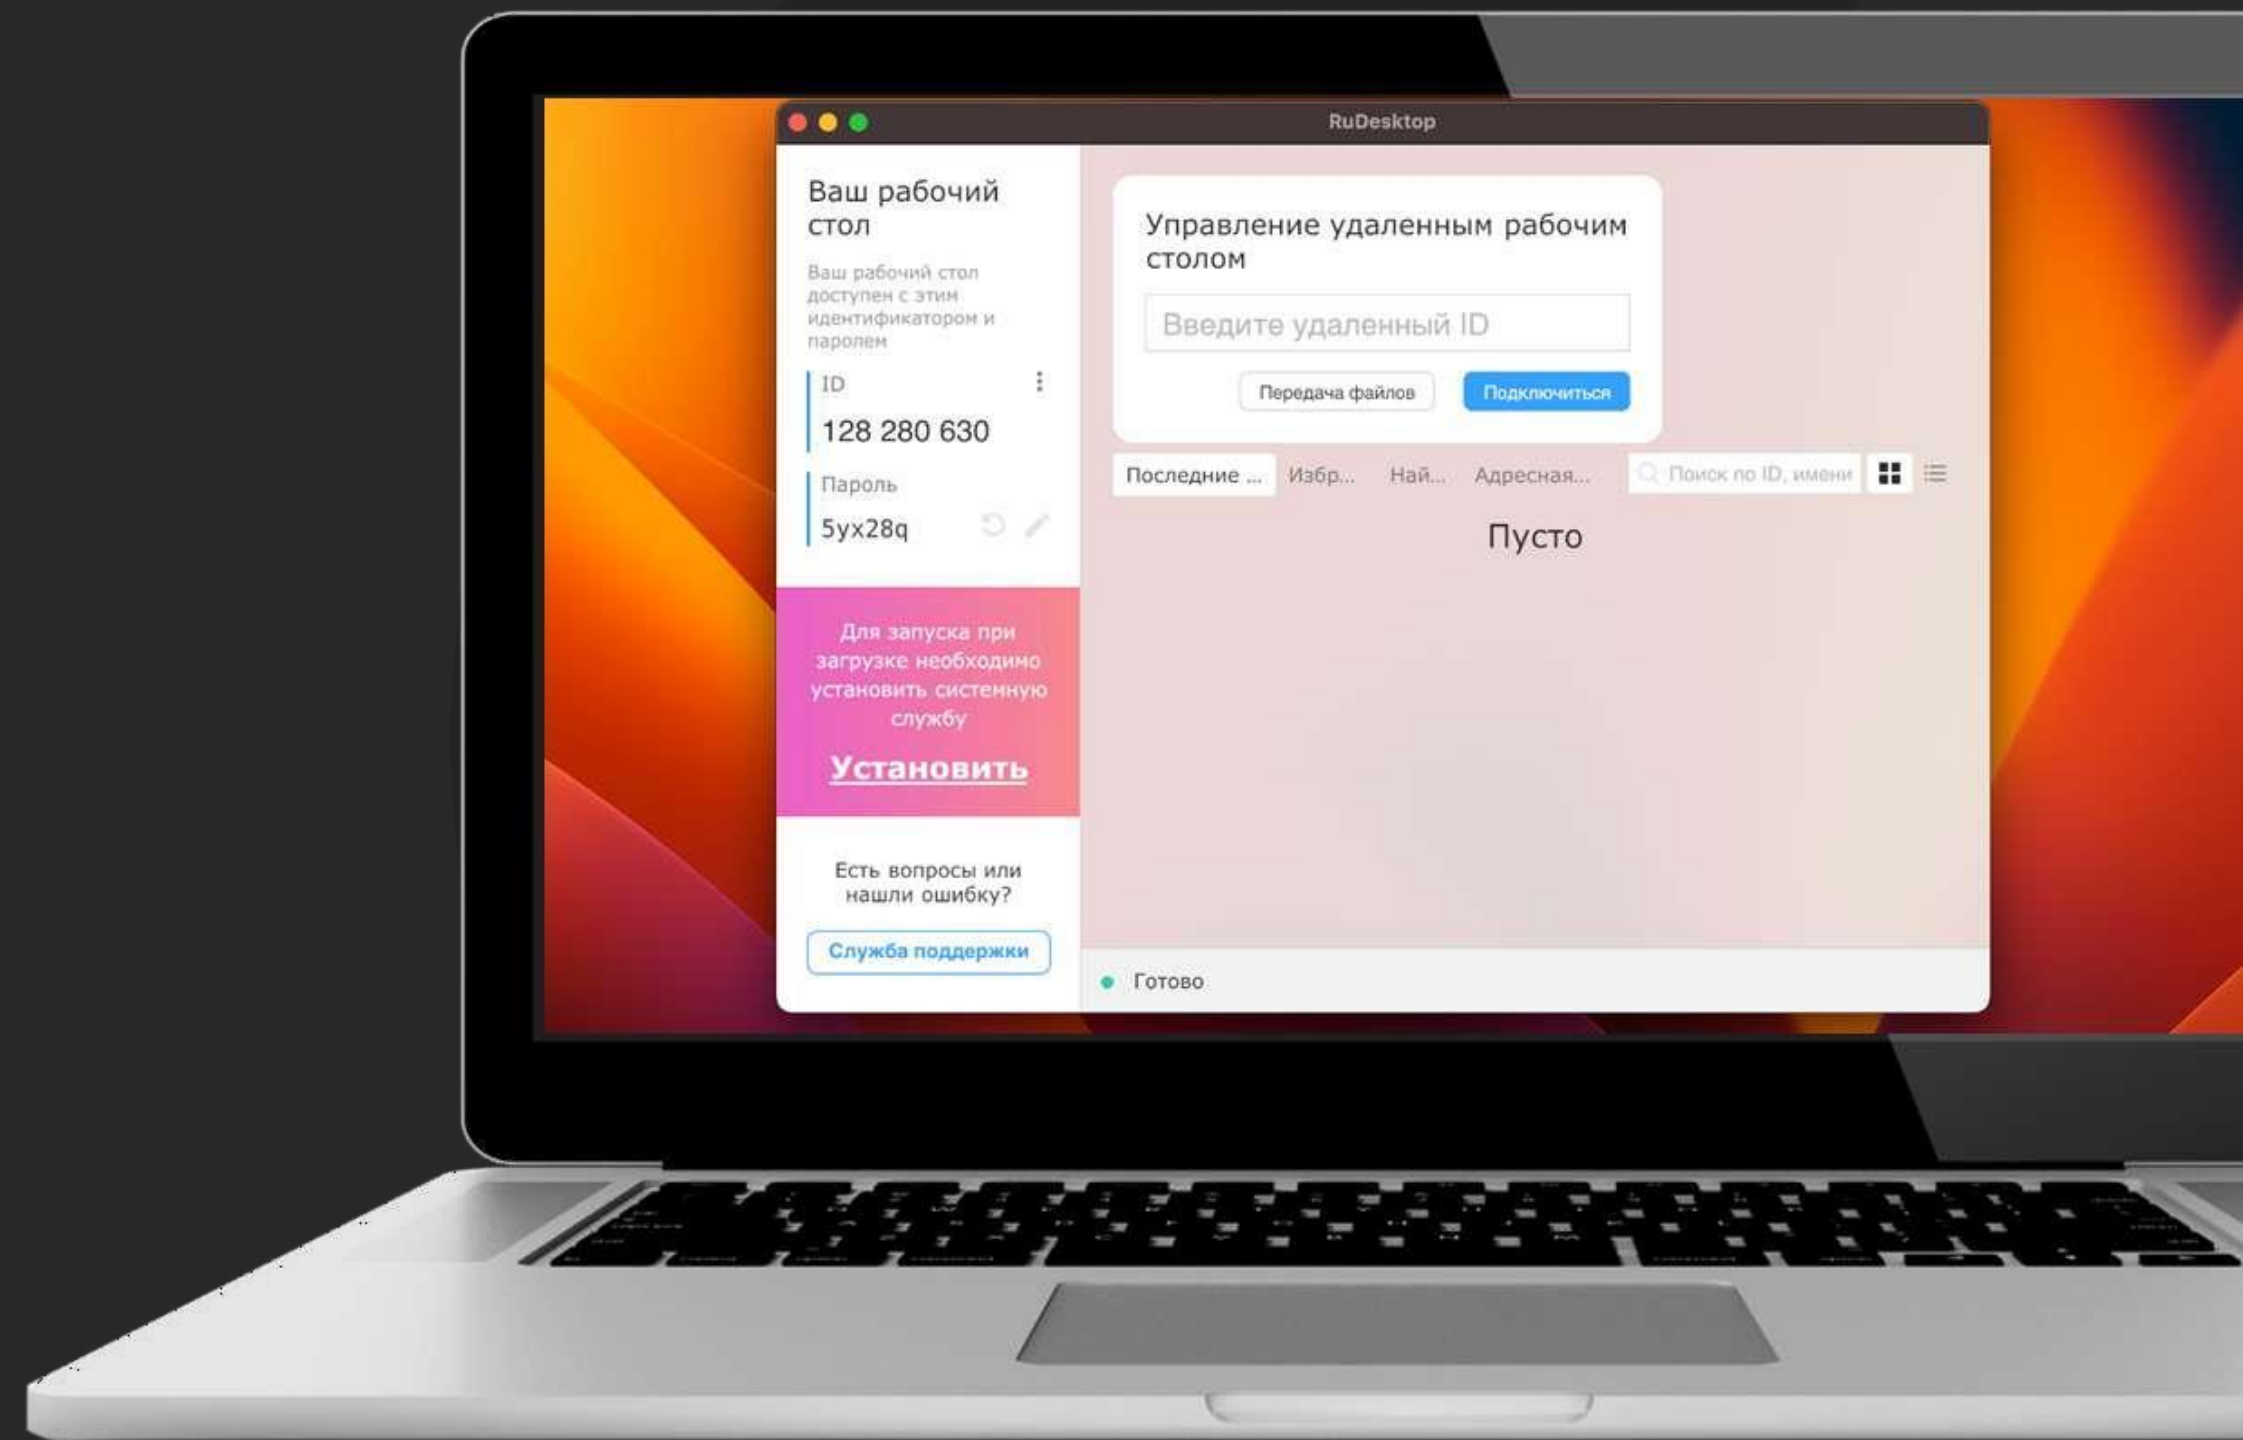 RuDesktop
Ваш рабочий
стол
Ваш рабочий стол
доступен с этим
идентификатором и
паролем
ID
128 280 630
Пароль
5yx28q
Для запуска при
загрузке необходимо
установить системную
службу
Установить
Есть вопросы или
нашли ошибку?
Служба поддержки
Управление удаленным рабочим
столом
Введите удаленный ID
Передача файлов
Подключиться
Последние ...
Избр...
Най...
Адресная...
Поиск по ID, имени
Пусто
Готово